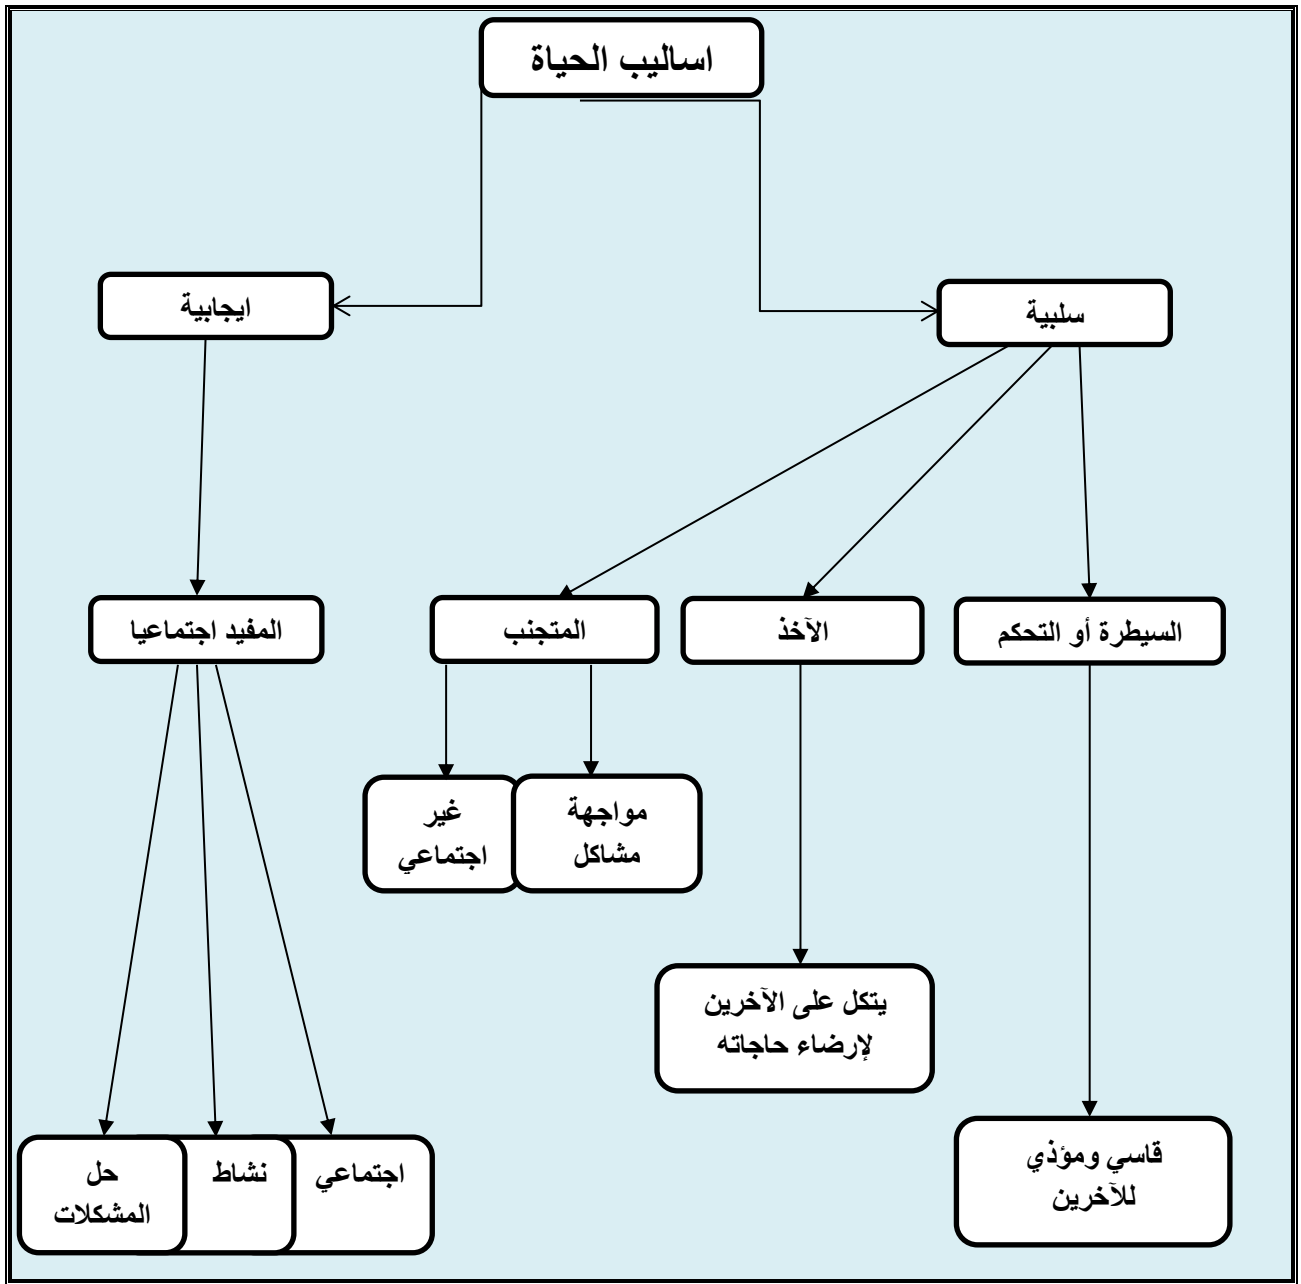 اساليب الحياة
سلبية
ايجابية
السيطرة أو التحكم
الآخذ
المتجنب
المفيد اجتماعيا
مواجهة
مشاكل
غير
اجتماعي
يتكل على الآخرين
لإرضاء حاجاته
قاسي ومؤذي
للآخرين
اجتماعي
نشاط
حل
المشكلات